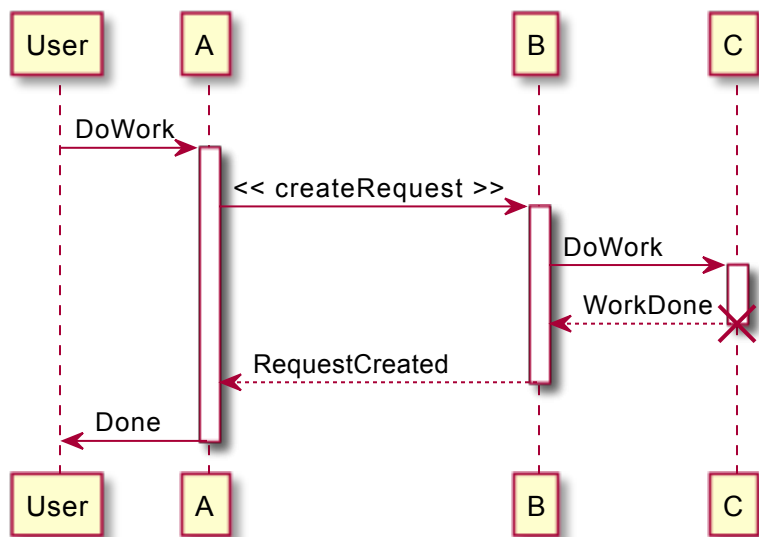 User A B C
DoWork
<< createRequest >>
DoWork
WorkDone
RequestCreated
Done
User A B C